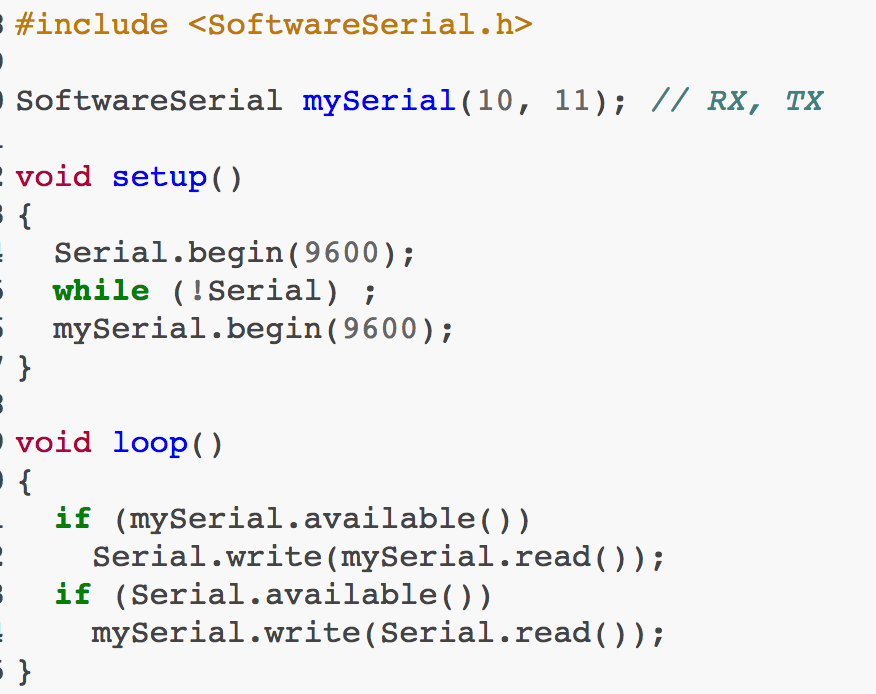 #include <SoftwareSerial.h>

SoftwareSerial mySerial(10, 11); // RX, TX

void setup()
{
  Serial.begin(9600);
  while (!Serial) ;
  mySerial.begin(9600);
}

void loop()
{
  if (mySerial.available())
    Serial.write(mySerial.read());
  if (Serial.available())
    mySerial.write(Serial.read());
}